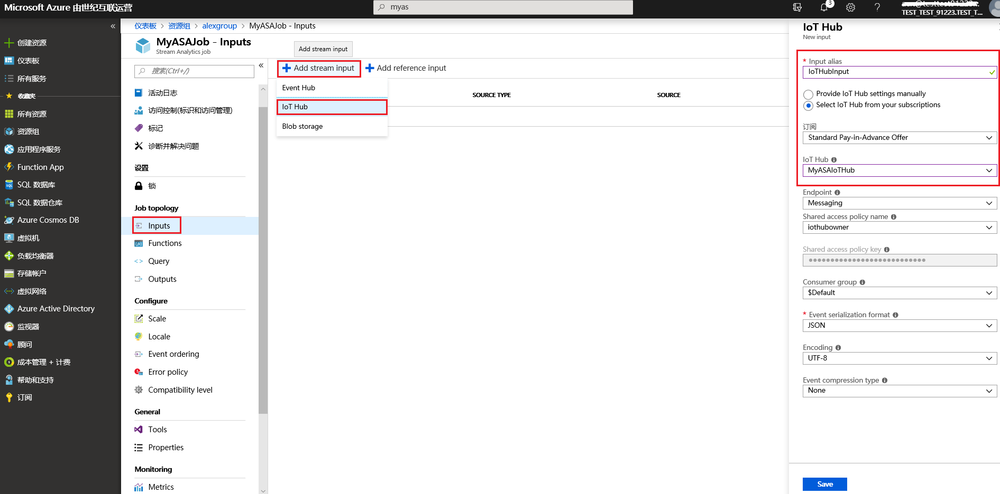 Microsoft Azure 由世纪互联运营
myas
3
TEST_TEST_91223.TEST_T...
创建资源
仪表板
所有服务
收藏夹
所有资源
资源组
应用程序服务
Function App
SQL 数据库
SQL 数据仓库
Azure Cosmos DB
虚拟机
负载均衡器
存储帐户
虚拟网络
Azure Active Directory
监视器
顾问
成本管理 + 计费
帮助和支持
订阅
仪表板 > 资源组 > alexgroup > MyASAJob - Inputs
MyASAJob - Inputs
Stream Analytics job
Add stream input
搜索(Ctrl+/)
活动日志
访问控制(标识和访问管理)
标记
诊断并解决问题
设置
锁
Job topology
Inputs
Functions
Query
Outputs
Configure
Scale
Locale
Event ordering
Error policy
Compatibility level
General
Tools
Properties
Monitoring
Metrics
Add stream input
Add reference input
Event Hub
IoT Hub
Blob storage
SOURCE TYPE
SOURCE
IoT Hub
New input
* Input alias
IoTHubInput
Provide IoT Hub settings manually
Select IoT Hub from your subscriptions
订阅
Standard Pay-in-Advance Offer
IoT Hub
MyASAIoTHub
Endpoint
Messaging
Shared access policy name
iothubowner
Shared access policy key
Consumer group
$Default
* Event serialization format
JSON
Encoding
UTF-8
Event compression type
None
Save